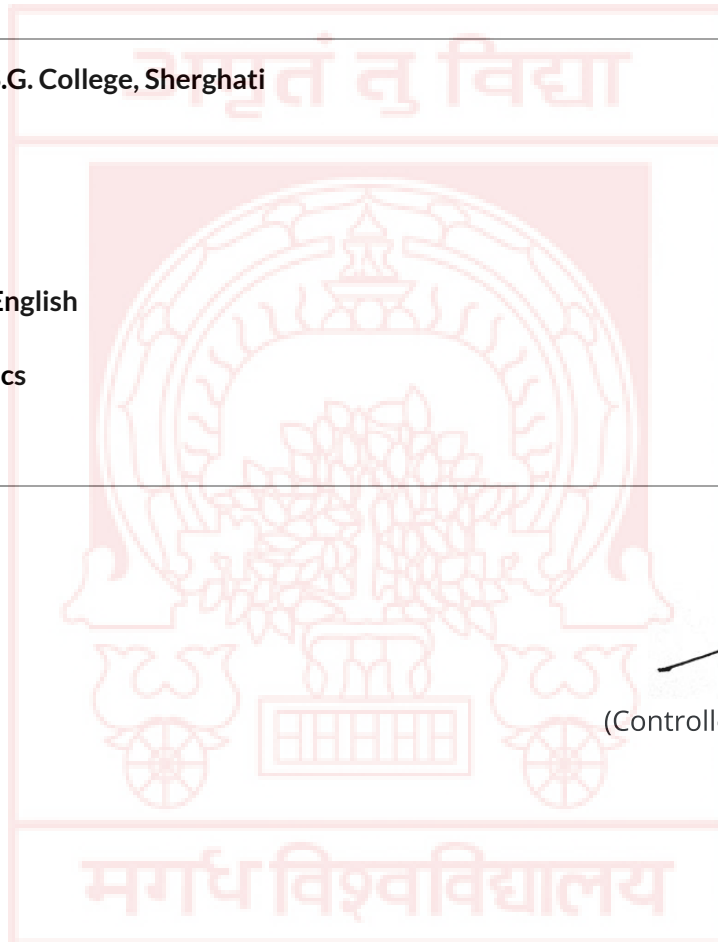 अमृतं तु विद्या
.G. College, Sherghati
English
cs
(Controll
मगध विश्वविद्यालय